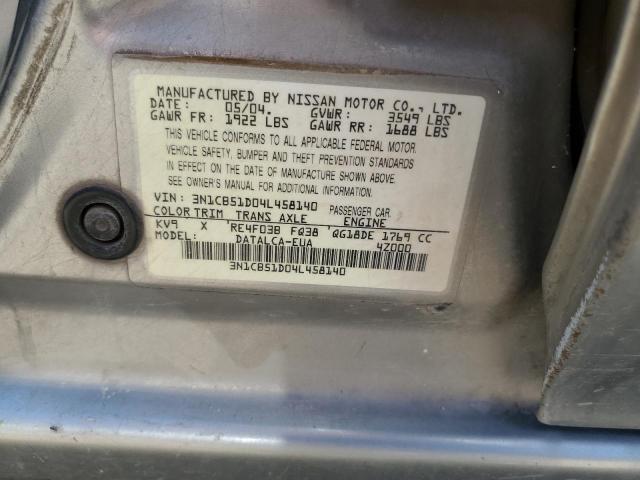 MANUFACTURED BY NISSAN MOTOR CO., LTD.
DATE: 05/04. GVWR: 3549 LBS
GAWR FR: 1922 LBS GAWR RR: 1688 LBS
THIS VEHICLE CONFORMS TO ALL APPLICABLE FEDERAL MOTOR
VEHICLE SAFETY, BUMPER AND THEFT PREVENTION STANDARDS
IN EFFECT ON THE DATE OF MANUFACTURE SHOWN ABOVE.
SEE OWNER'S MANUAL FOR ADDITIONAL INFORMATION.
VIN: 3N1CB51D04L458140 PASSENGER CAR
COLOR TRIM TRANS AXLE ENGINE
KV9 X RE4F03B FQ38 QG18DE 1769 CC
MODEL: DATALCA-EUA 4Z000
3N1CB51D04L458140